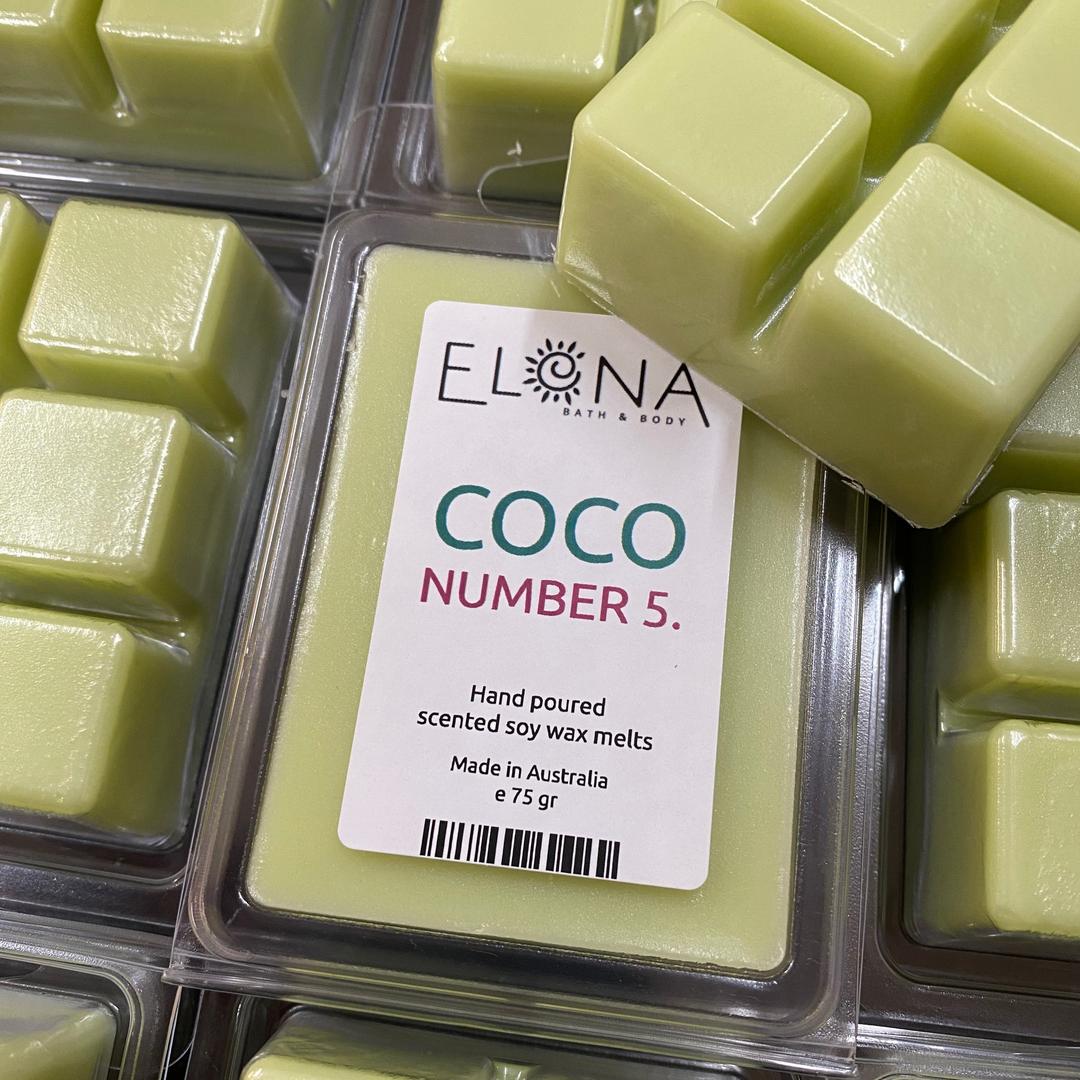 ELONA
BATH & BODY
COCO
NUMBER 5.
Hand poured
scented soy wax melts
Made in Australia
e 75 gr